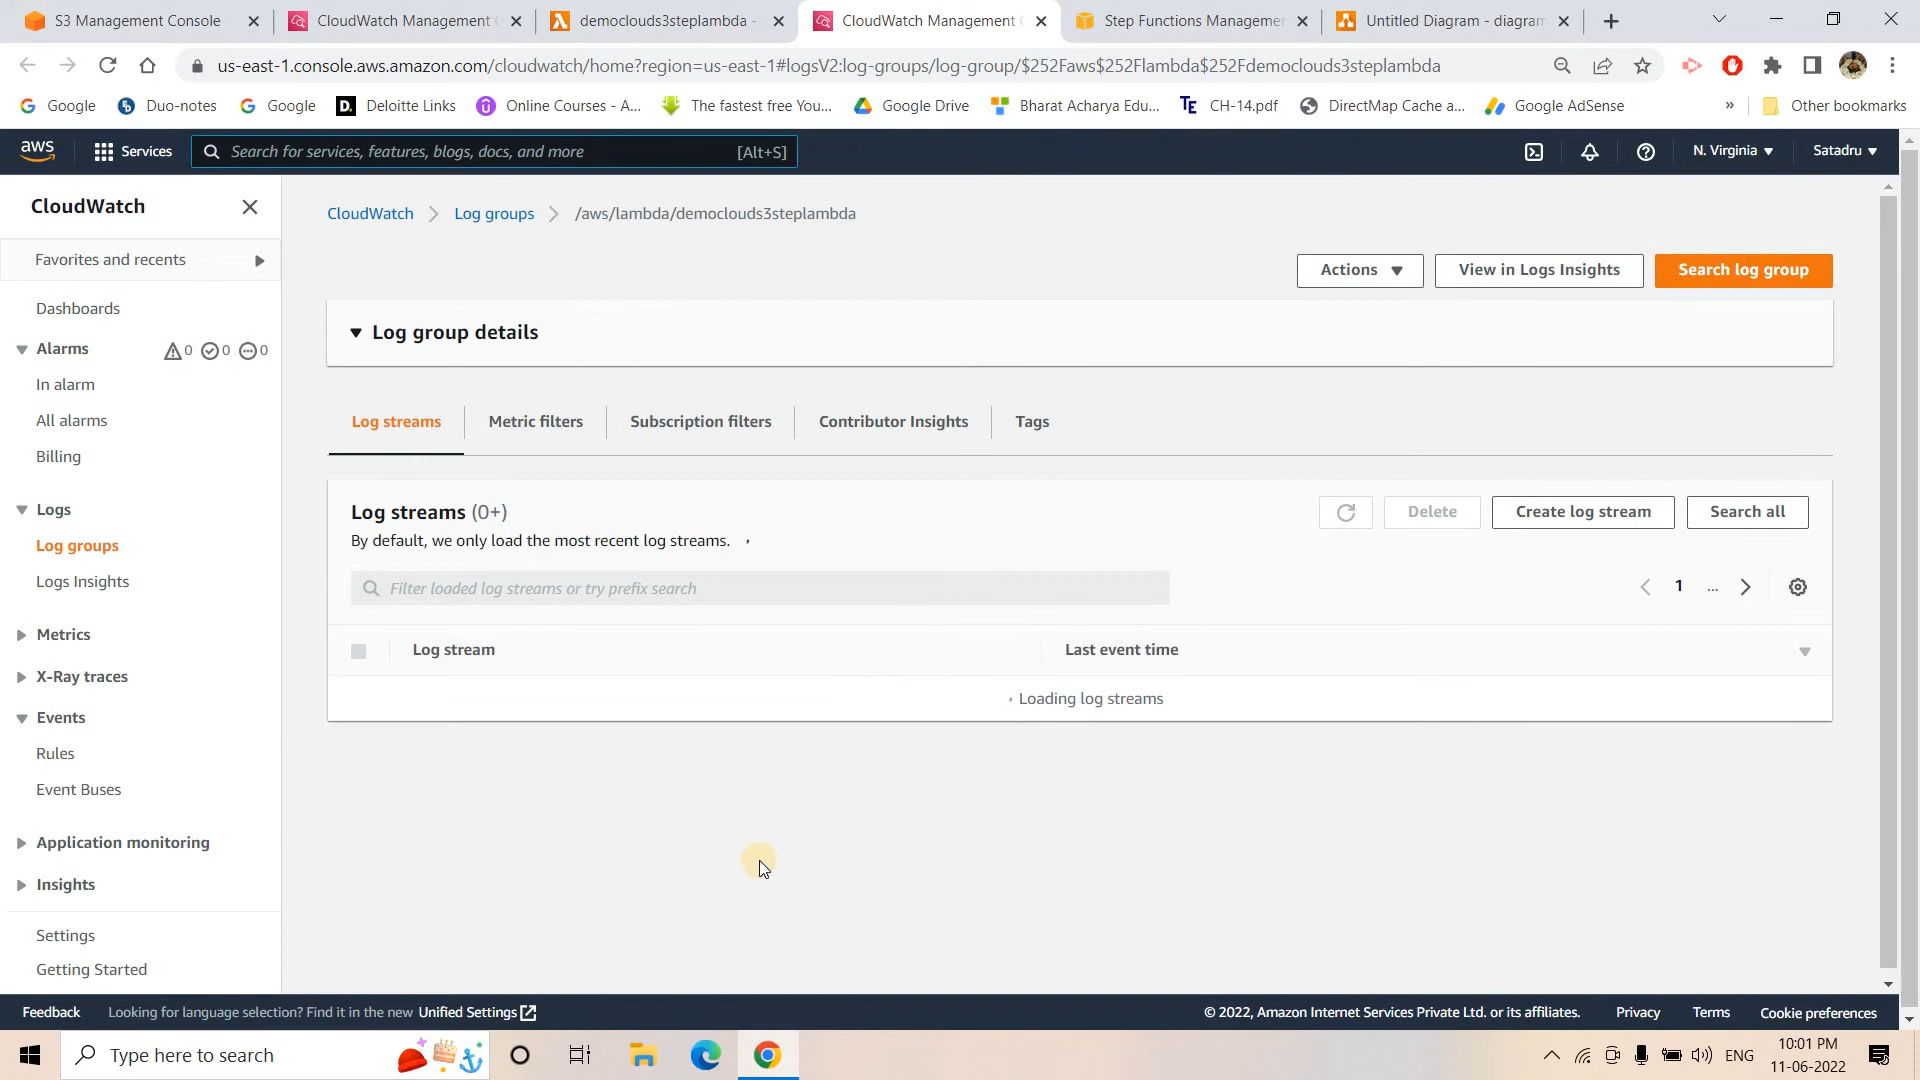 S3 Management Console
CloudWatch Management C
democlouds3steplambda -
CloudWatch Management C
Step Functions Managemen
Untitled Diagram - diagram
us-east-1.console.aws.amazon.com/cloudwatch/home?region=us-east-1#logsV2:log-groups/log-group/$252Faws$252Flambda$252Fdemoclouds3steplambda
Google
Duo-notes
Google
Deloitte Links
Online Courses - A...
The fastest free You...
Google Drive
Bharat Acharya Edu...
CH-14.pdf
DirectMap Cache a...
Google AdSense
»
Other bookmarks
aws
Services
Search for services, features, blogs, docs, and more
[Alt+S]
N. Virginia
Satadru
CloudWatch
Favorites and recents
Dashboards
Alarms
0
0
0
In alarm
All alarms
Billing
Logs
Log groups
Logs Insights
Metrics
X-Ray traces
Events
Rules
Event Buses
Application monitoring
Insights
Settings
Getting Started
CloudWatch
Log groups
/aws/lambda/democlouds3steplambda
Actions
View in Logs Insights
Search log group
Log group details
Log streams
Metric filters
Subscription filters
Contributor Insights
Tags
Log streams (0+)
By default, we only load the most recent log streams.
Delete
Create log stream
Search all
Filter loaded log streams or try prefix search
1
...
Log stream
Last event time
Loading log streams
Feedback
Looking for language selection? Find it in the new Unified Settings
© 2022, Amazon Internet Services Private Ltd. or its affiliates.
Privacy
Terms
Cookie preferences
Type here to search
ENG
10:01 PM
11-06-2022